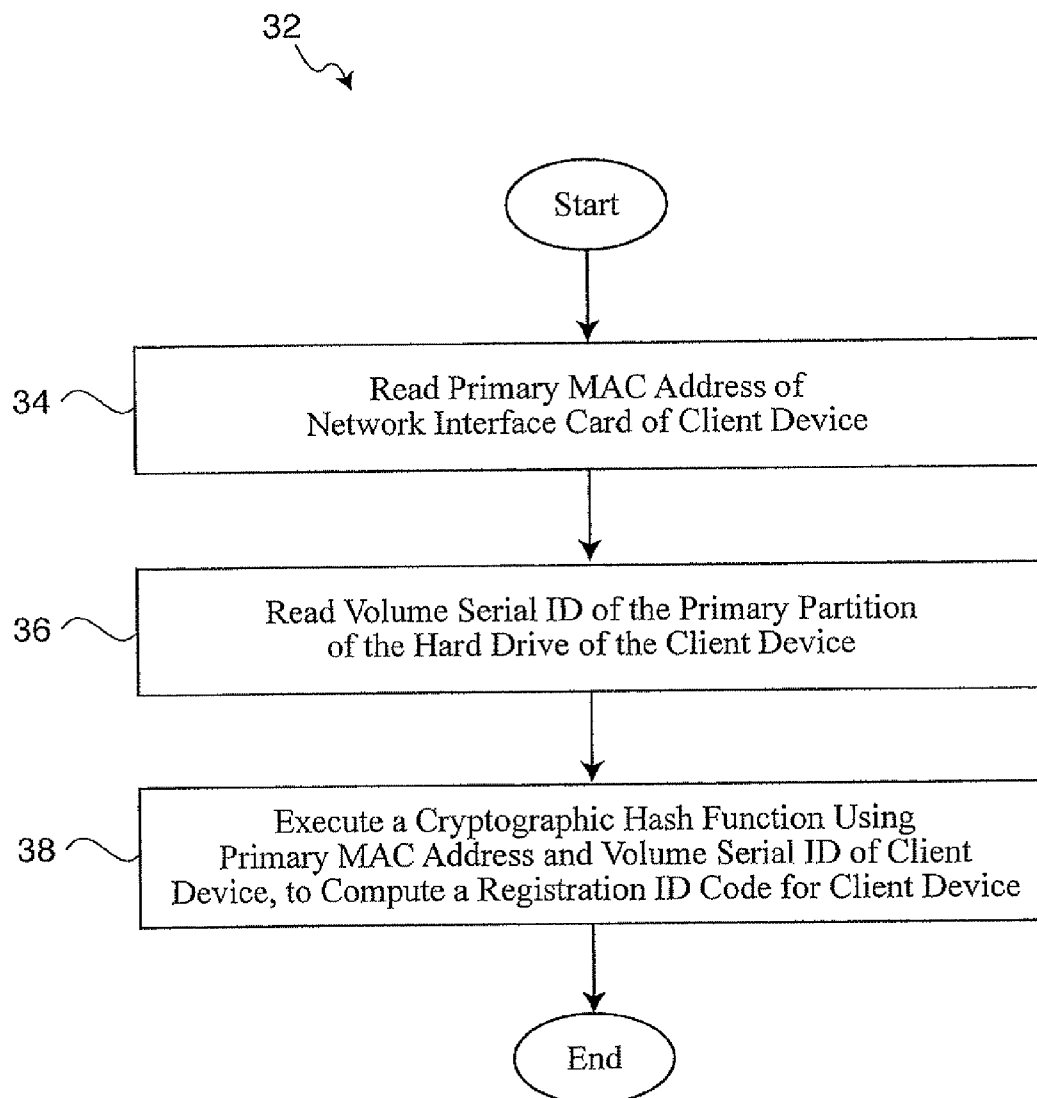 32
Start
34
Read Primary MAC Address of
Network Interface Card of Client Device
36
Read Volume Serial ID of the Primary Partition
of the Hard Drive of the Client Device
38
Execute a Cryptographic Hash Function Using
Primary MAC Address and Volume Serial ID of Client
Device, to Compute a Registration ID Code for Client Device
End